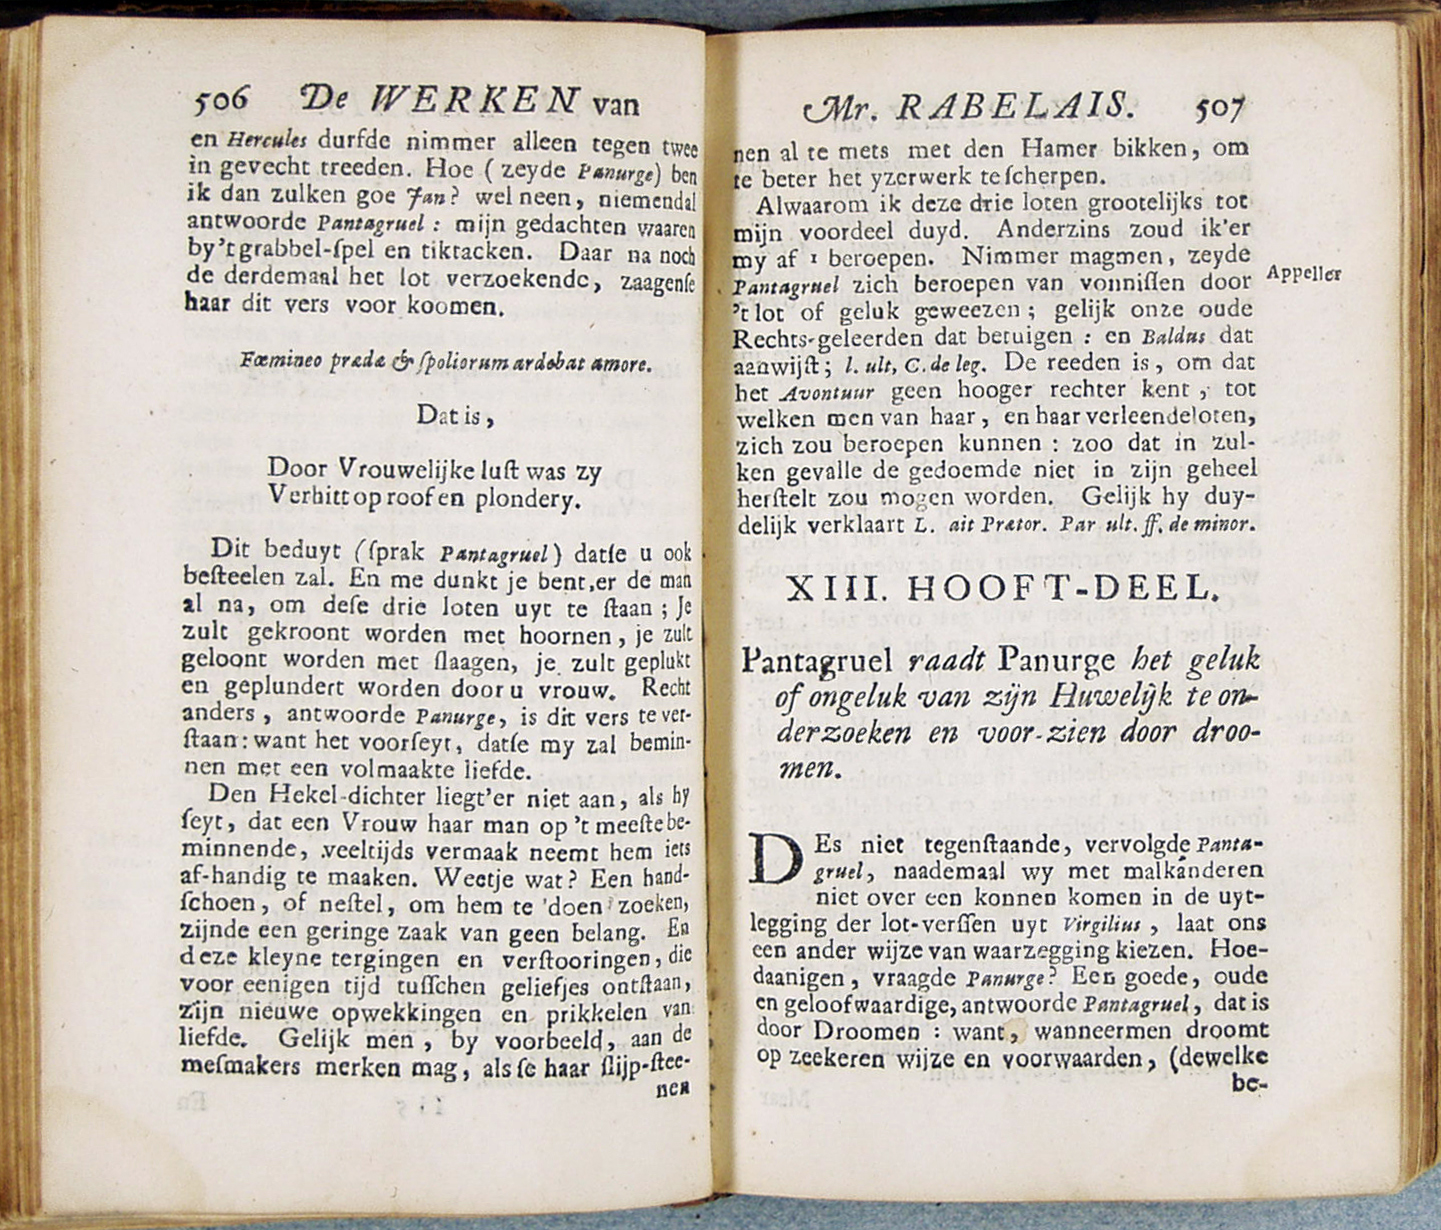 506 De WERKEN van
en Hercules durfde nimmer alleen tegen twee
in gevecht treeden. Hoe ( zeyde Panurge) ben
ik dan zulken goe Jan? wel neen, niemendal
antwoorde Pantagruel : mijn gedachten waaren
by 't grabbel-ſpel en tiktacken. Daar na noch
de derdemaal het lot verzoekende, zaagenſe
haar dit vers voor koomen.
Fœmineo prædæ & ſpoliorum ardebat amore.
Dat is,
Door Vrouwelijke luſt was zy
Verhitt op roof en plondery.
Dit beduyt (ſprak Pantagruel) datſe u ook
beſteelen zal. En me dunkt je bent,er de man
al na, om deſe drie loten uyt te ſtaan ; Je
zult gekroont worden met hoornen, je zult
geloont worden met ſlaagen, je zult geplukt
en geplundert worden door u vrouw. Recht
anders, antwoorde Panurge, is dit vers te ver-
ſtaan: want het voorſeyt, datſe my zal bemin-
nen met een volmaakte liefde.
Den Hekel-dichter liegt'er niet aan, als hy
ſeyt, dat een Vrouw haar man op 't meeſte be-
minnende, veeltijds vermaak neemt hem iets
af-handig te maaken. Weetje wat? Een hand-
ſchoen, of neſtel, om hem te doen zoeken,
zijnde een geringe zaak van geen belang. En
deze kleyne tergingen en verſtooringen, die
voor eenigen tijd tuſſchen geliefjes ontſtaan,
zijn nieuwe opwekkingen en prikkelen van
liefde. Gelijk men, by voorbeeld, aan de
meſmakers merken mag, als ſe haar ſlijp-ſtee-
nen
Mr. RABELAIS. 507
nen al te mets met den Hamer bikken, om
te beter het yzerwerk te ſcherpen.
Alwaarom ik deze drie loten grootelijks tot
mijn voordeel duyd. Anderzins zoud ik'er
my af ¹ beroepen. Nimmer magmen, zeyde
Pantagruel zich beroepen van vonniſſen door
't lot of geluk geweezen ; gelijk onze oude
Rechts-geleerden dat betuigen : en Baldus dat
aanwijſt; l. ult, C. de leg. De reeden is, om dat
het Avontuur geen hooger rechter kent, tot
welken men van haar, en haar verleende loten,
zich zou beroepen kunnen : zoo dat in zul-
ken gevalle de gedoemde niet in zijn geheel
herſtelt zou mogen worden. Gelijk hy duy-
delijk verklaart L. ait Prætor. Par ult. ff. de minor.
Appeller
XIII. HOOFT-DEEL.
Pantagruel raadt Panurge het geluk
of ongeluk van zijn Huwelijk te on-
derzoeken en voor-zien door droo-
men.
DEs niet tegenſtaande, vervolgde Panta-
gruel, naademaal wy met malkanderen
niet over een konnen komen in de uyt-
legging der lot-verſſen uyt Virgilius, laat ons
een ander wijze van waarzegging kiezen. Hoe-
daanigen, vraagde Panurge? Een goede, oude
en geloofwaardige, antwoorde Pantagruel, dat is
door Droomen : want, wanneermen droomt
op zeekeren wijze en voorwaarden, (dewelke
be-